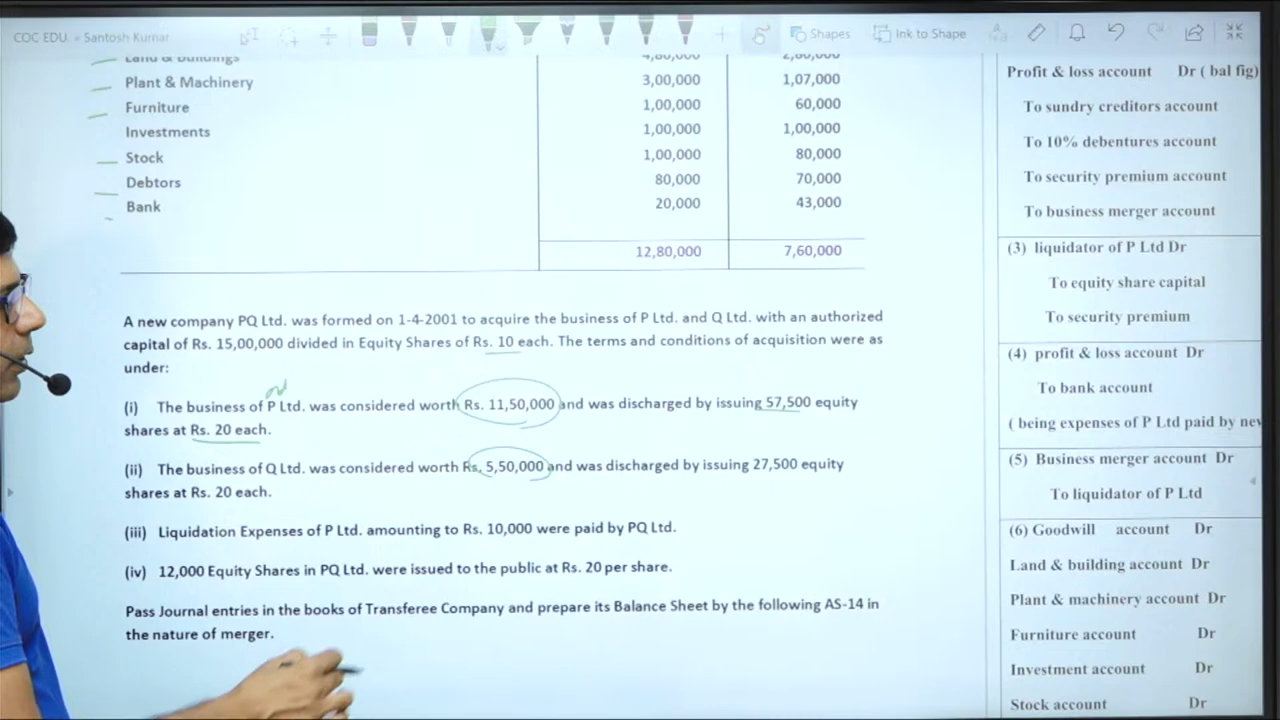 COC EDU. » Santosh Kumar
Shapes
Ink to Shape
Land & Buildings 4,80,000 2,60,000
Plant & Machinery 3,00,000 1,07,000
Furniture 1,00,000 60,000
Investments 1,00,000 1,00,000
Stock 1,00,000 80,000
Debtors 80,000 70,000
Bank 20,000 43,000
12,80,000 7,60,000
A new company PQ Ltd. was formed on 1-4-2001 to acquire the business of P Ltd. and Q Ltd. with an authorized
capital of Rs. 15,00,000 divided in Equity Shares of Rs. 10 each. The terms and conditions of acquisition were as
under:
(i) The business of P Ltd. was considered worth Rs. 11,50,000 and was discharged by issuing 57,500 equity
shares at Rs. 20 each.
(ii) The business of Q Ltd. was considered worth Rs. 5,50,000 and was discharged by issuing 27,500 equity
shares at Rs. 20 each.
(iii) Liquidation Expenses of P Ltd. amounting to Rs. 10,000 were paid by PQ Ltd.
(iv) 12,000 Equity Shares in PQ Ltd. were issued to the public at Rs. 20 per share.
Pass Journal entries in the books of Transferee Company and prepare its Balance Sheet by the following AS-14 in
the nature of merger.
Profit & loss account Dr ( bal fig)
To sundry creditors account
To 10% debentures account
To security premium account
To business merger account
(3) liquidator of P Ltd Dr
To equity share capital
To security premium
(4) profit & loss account Dr
To bank account
( being expenses of P Ltd paid by
(5) Business merger account Dr
To liquidator of P Ltd
(6) Goodwill account Dr
Land & building account Dr
Plant & machinery account Dr
Furniture account Dr
Investment account Dr
Stock account Dr